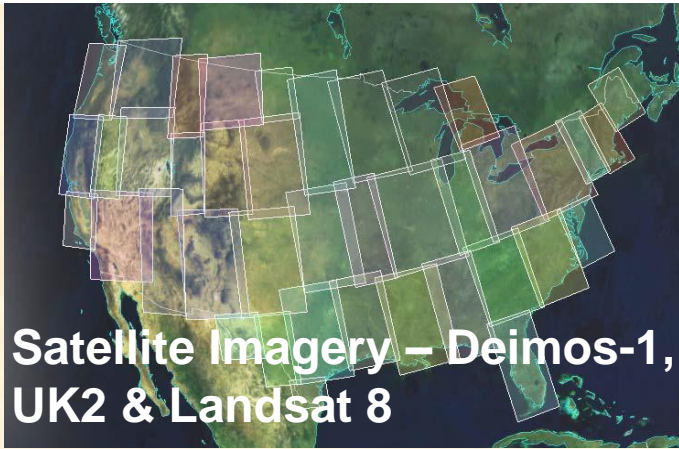 Satellite Imagery – Deimos-1,
UK2 & Landsat 8